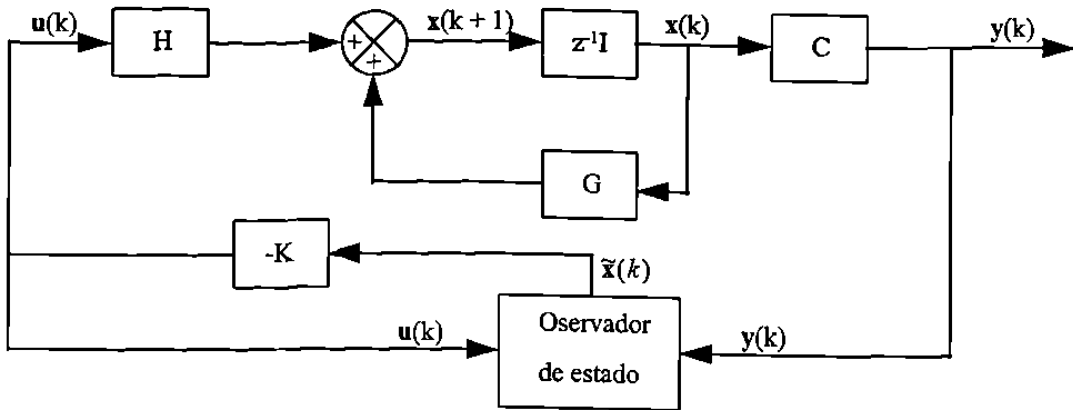 u(k)
H
+
+
x(k + 1)
z⁻¹I
x(k)
C
y(k)
G
-K
x̃(k)
u(k)
Oservador
de estado
y(k)